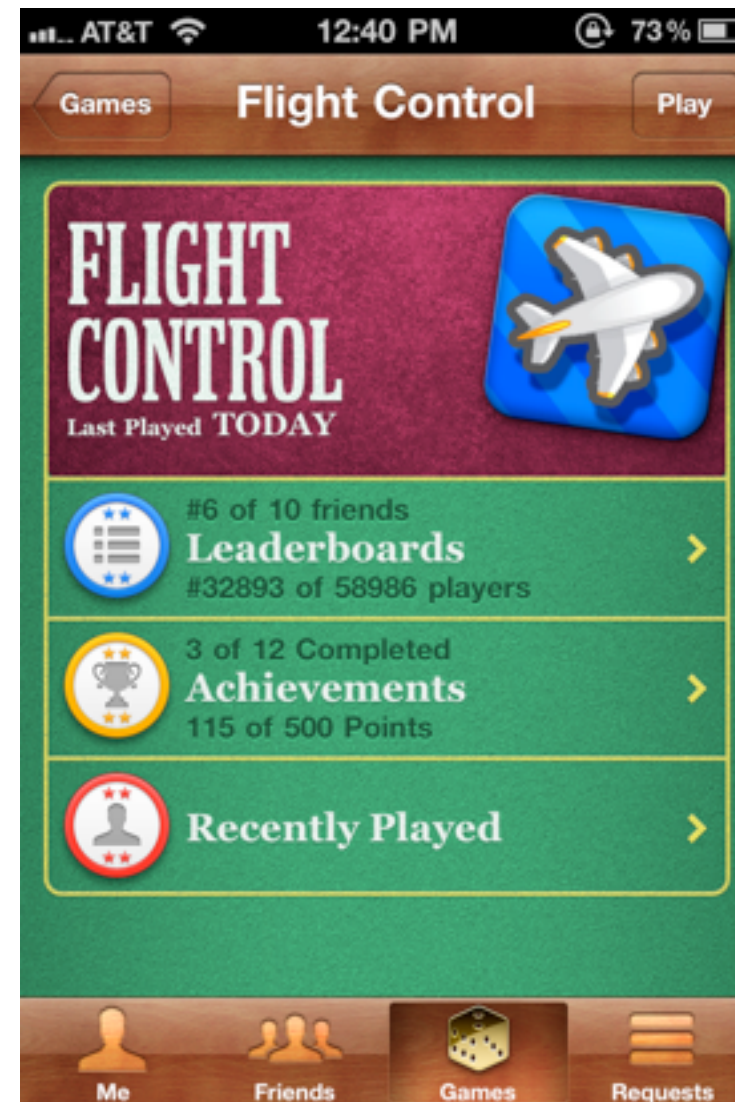 AT&T 12:40 PM 73%
Games Flight Control Play
FLIGHT
CONTROL
Last Played TODAY
#6 of 10 friends
Leaderboards
#32893 of 58986 players
3 of 12 Completed
Achievements
115 of 500 Points
Recently Played
Me Friends Games Requests